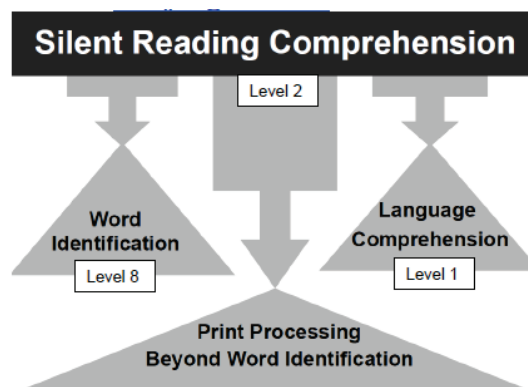 Silent Reading Comprehension
Level 2
Word
Identification
Level 8
Language
Comprehension
Level 1
Print Processing
Beyond Word Identification